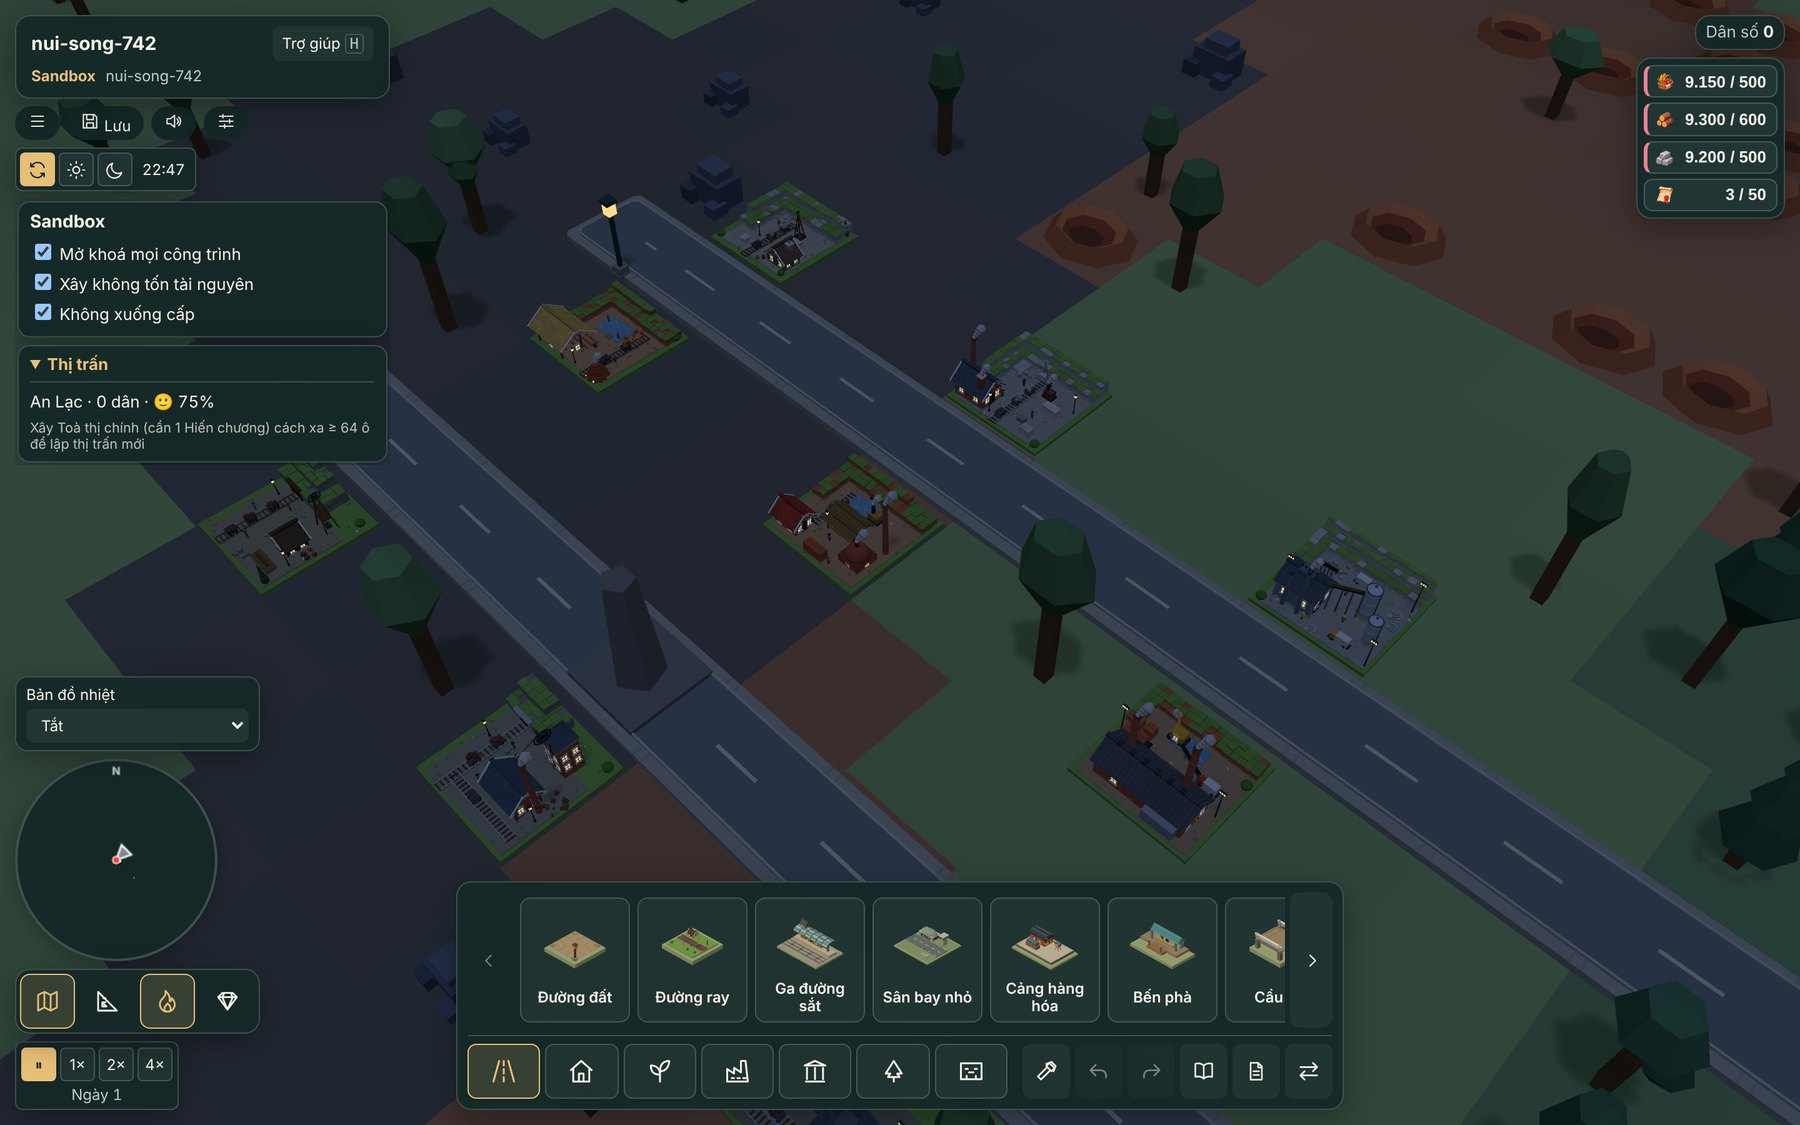 nui-song-742
Trợ giúp H
Sandbox nui-song-742
Lưu
22:47
Sandbox
Mở khoá mọi công trình
Xây không tốn tài nguyên
Không xuống cấp
Thị trấn
An Lạc · 0 dân · 🙂 75%
Xây Toà thị chính (cần 1 Hiến chương) cách xa ≥ 64 ô
để lập thị trấn mới
Dân số 0
9.150 / 500
9.300 / 600
9.200 / 500
3 / 50
Bản đồ nhiệt
Tắt
N
1×
2×
4×
Ngày 1
Đường đất
Đường ray
Ga đường
sắt
Sân bay nhỏ
Cảng hàng
hóa
Bến phà
Cầu